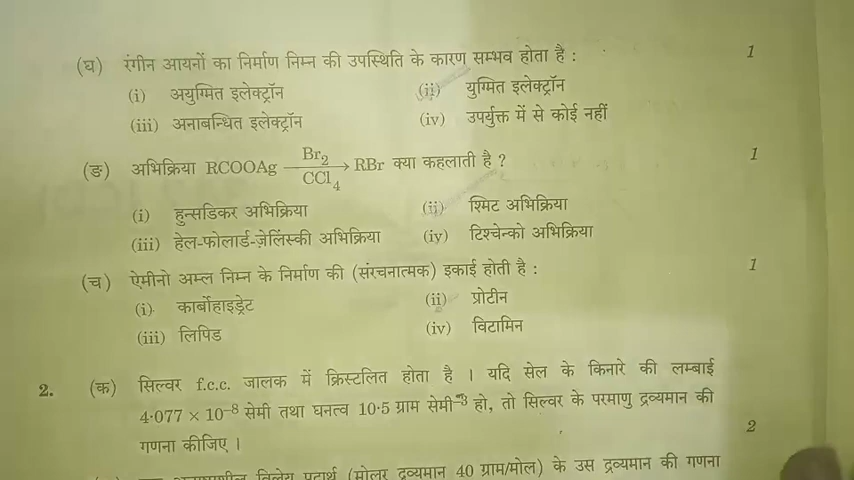 (घ) रंगीन आयनों का निर्माण निम्न की उपस्थिति के कारण सम्भव होता है : 1
(i) अयुग्मित इलेक्ट्रॉन (ii) युग्मित इलेक्ट्रॉन
(iii) अनाबन्धित इलेक्ट्रॉन (iv) उपर्युक्त में से कोई नहीं
(ङ) अभिक्रिया RCOOAg Br₂/CCl₄ → RBr क्या कहलाती है ? 1
(i) हुन्सडिकर अभिक्रिया (ii) श्मिट अभिक्रिया
(iii) हेल-फोलार्ड-ज़ेलिंस्की अभिक्रिया (iv) टिश्चेन्को अभिक्रिया
(च) ऐमीनो अम्ल निम्न के निर्माण की (संरचनात्मक) इकाई होती है : 1
(i) कार्बोहाइड्रेट (ii) प्रोटीन
(iii) लिपिड (iv) विटामिन
2. (क) सिल्वर f.c.c. जालक में क्रिस्टलित होता है । यदि सेल के किनारे की लम्बाई
4·077 × 10⁻⁸ सेमी तथा घनत्व 10·5 ग्राम सेमी⁻³ हो, तो सिल्वर के परमाणु द्रव्यमान की
गणना कीजिए । 2
विलेय पदार्थ (मोलर द्रव्यमान 40 ग्राम/मोल) के उस द्रव्यमान की गणना